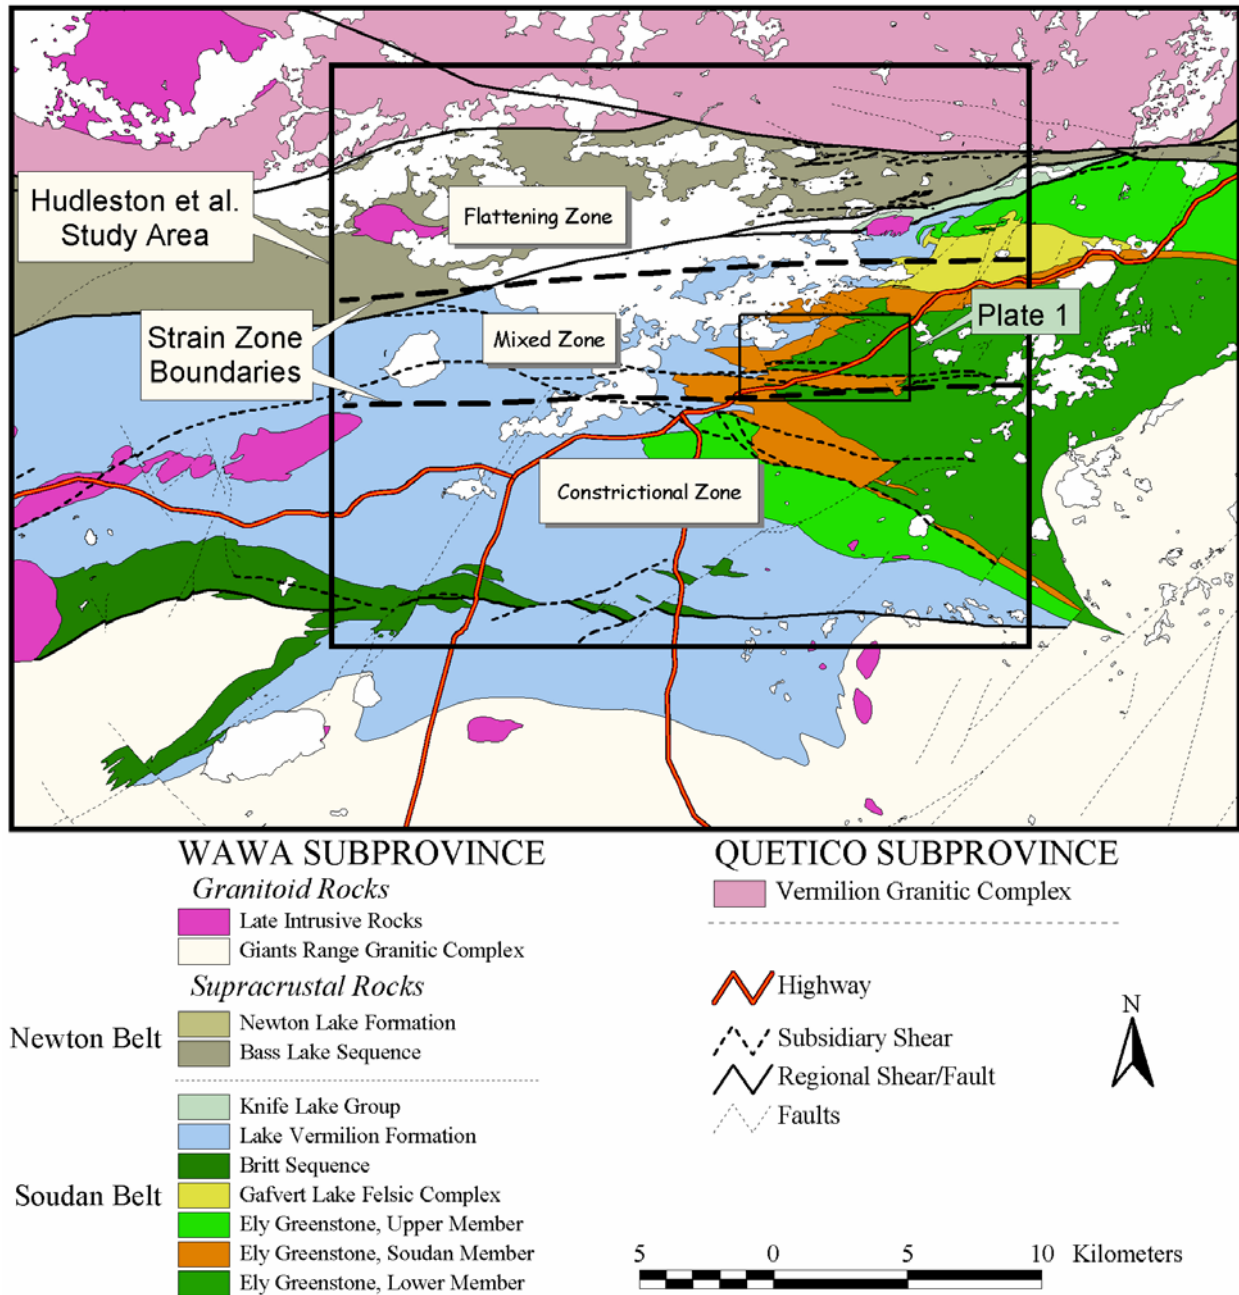 Hudleston et al.
Study Area
Flattening Zone
Strain Zone
Boundaries
Mixed Zone
Plate 1
Constrictional Zone
WAWA SUBPROVINCE
Granitoid Rocks
Late Intrusive Rocks
Giants Range Granitic Complex
Supracrustal Rocks
Newton Belt
Newton Lake Formation
Bass Lake Sequence
Soudan Belt
Knife Lake Group
Lake Vermilion Formation
Britt Sequence
Gafvert Lake Felsic Complex
Ely Greenstone, Upper Member
Ely Greenstone, Soudan Member
Ely Greenstone, Lower Member
QUETICO SUBPROVINCE
Vermilion Granitic Complex
Highway
Subsidiary Shear
Regional Shear/Fault
Faults
N
5 0 5 10 Kilometers